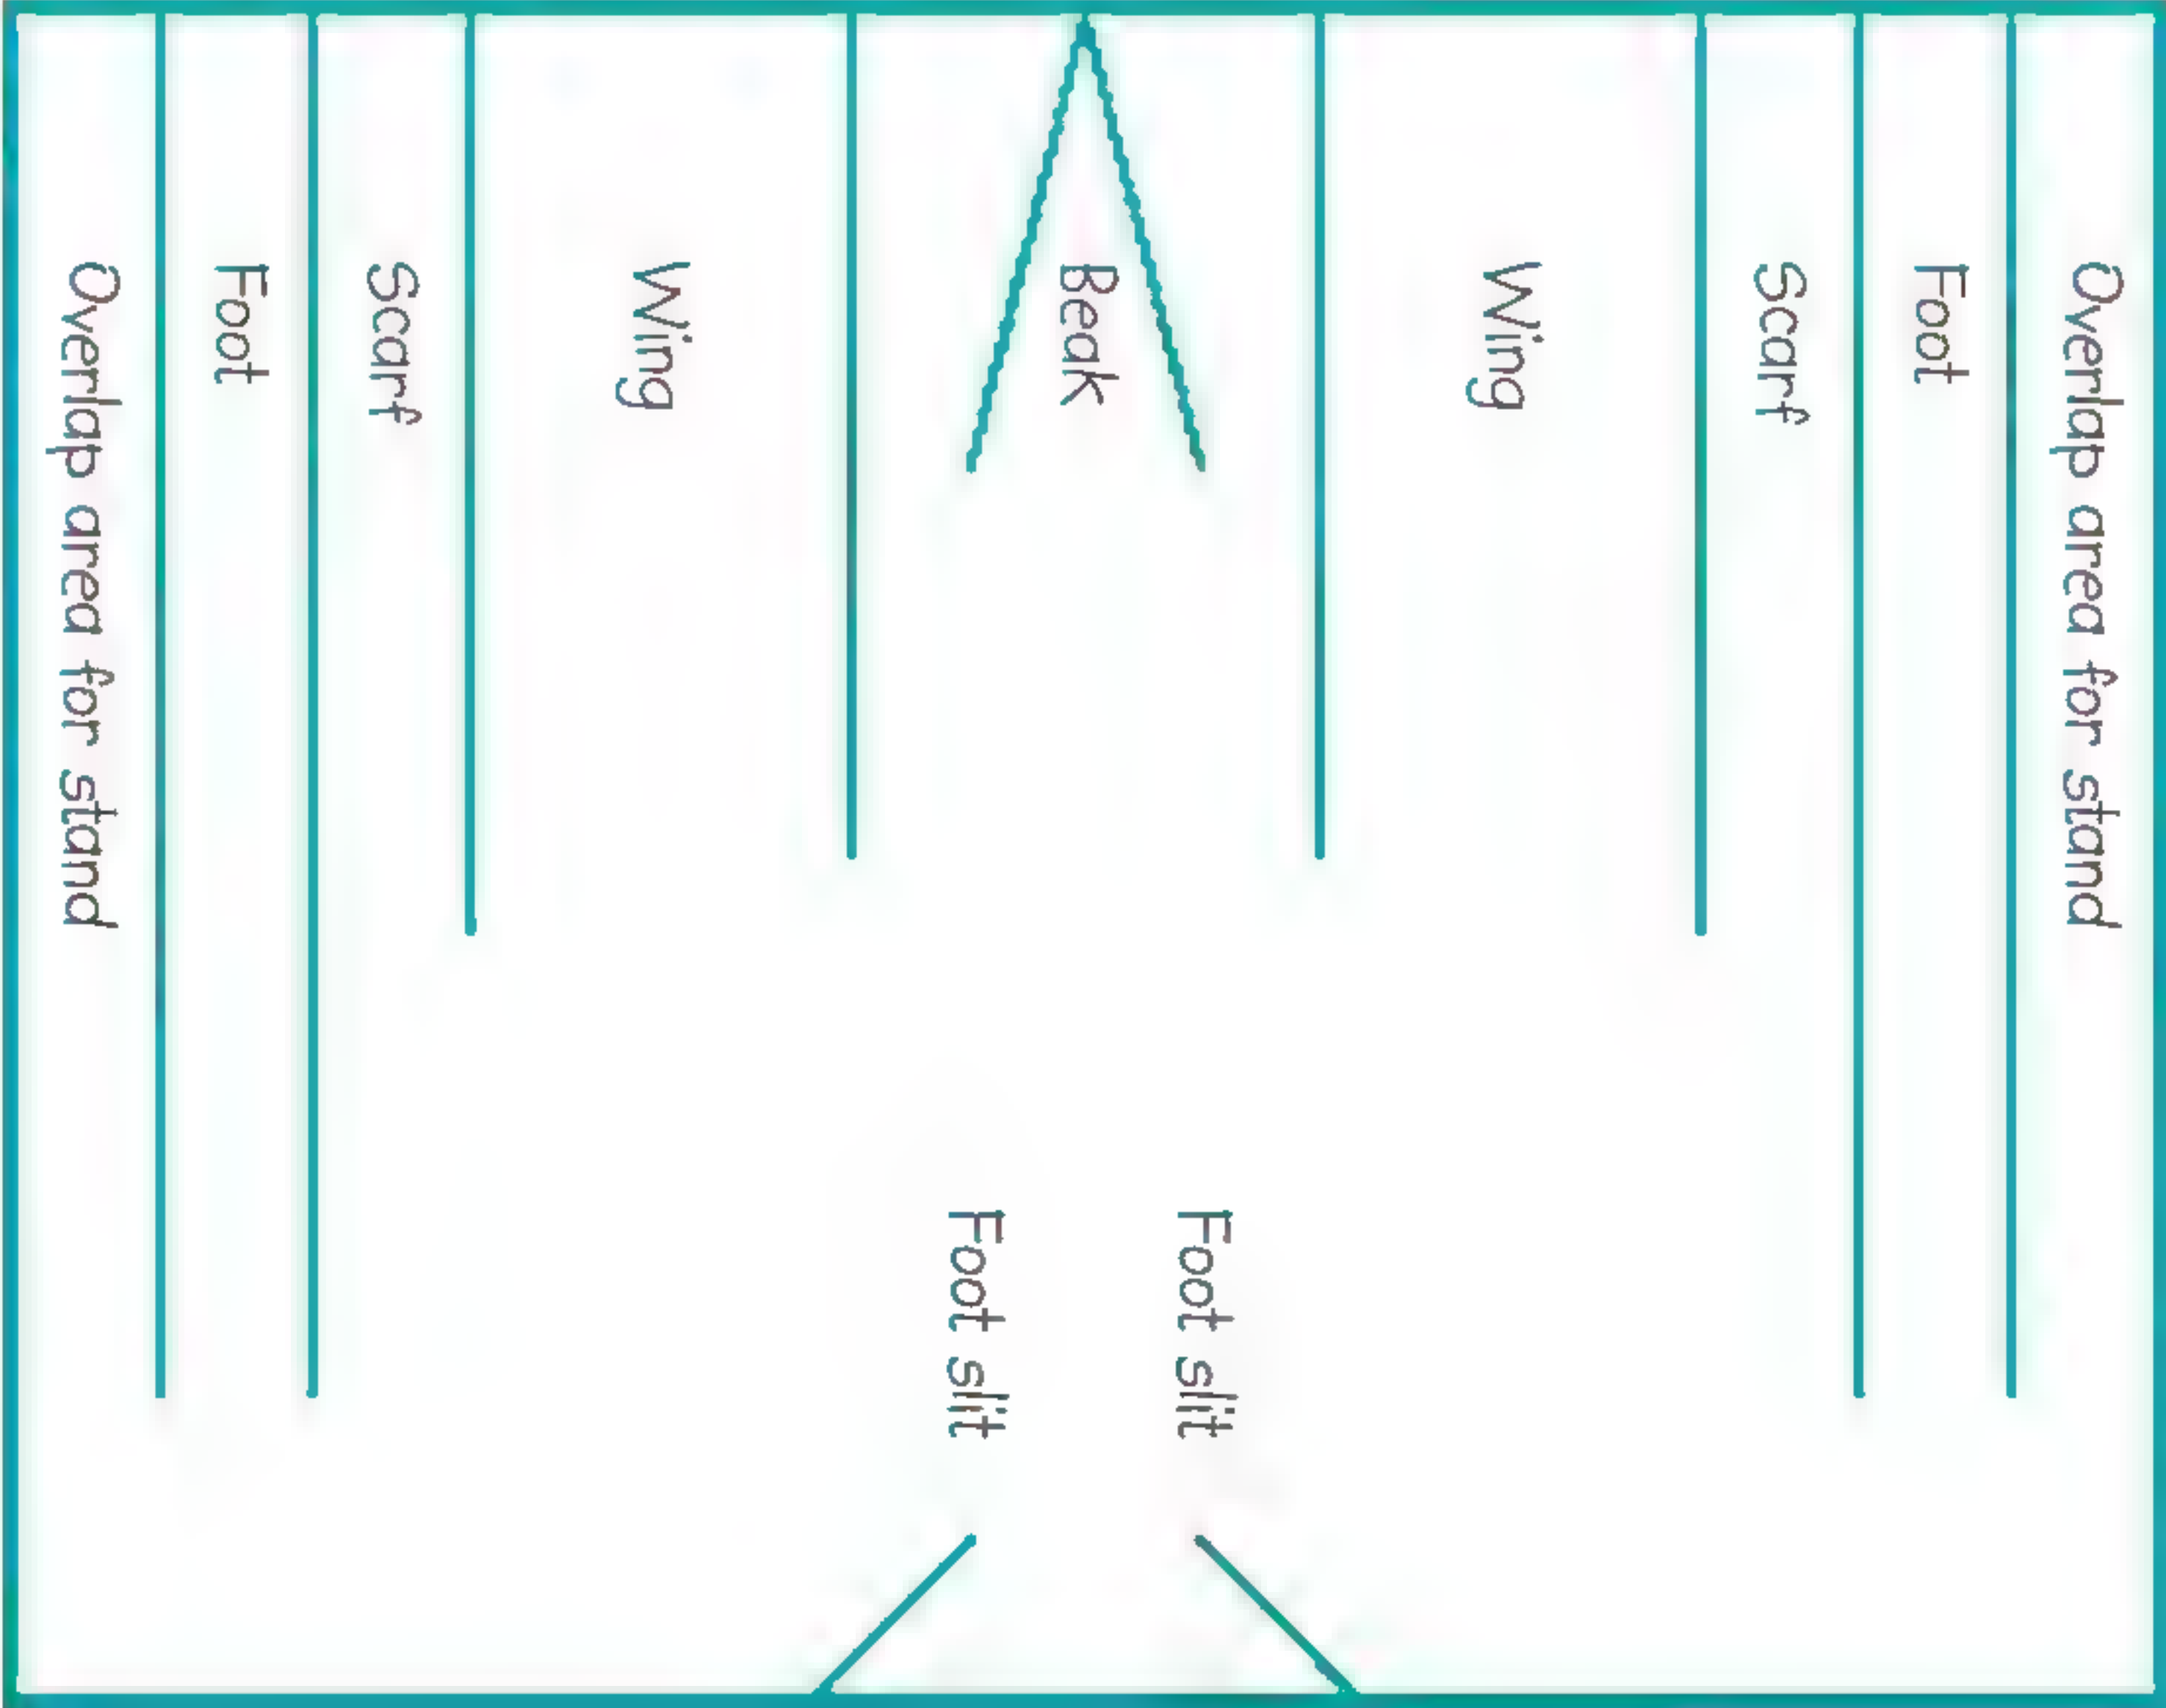 Overlap area for stand
Foot
Scarf
Wing
Beak
Wing
Scarf
Foot
Overlap area for stand
Foot slit
Foot slit